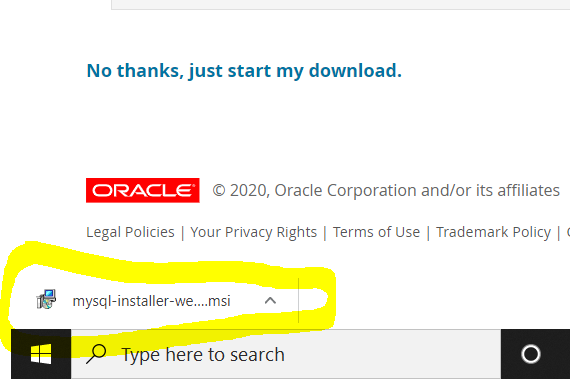 No thanks, just start my download.
ORACLE © 2020, Oracle Corporation and/or its affiliates
Legal Policies | Your Privacy Rights | Terms of Use | Trademark Policy |
mysql-installer-we....msi
Type here to search